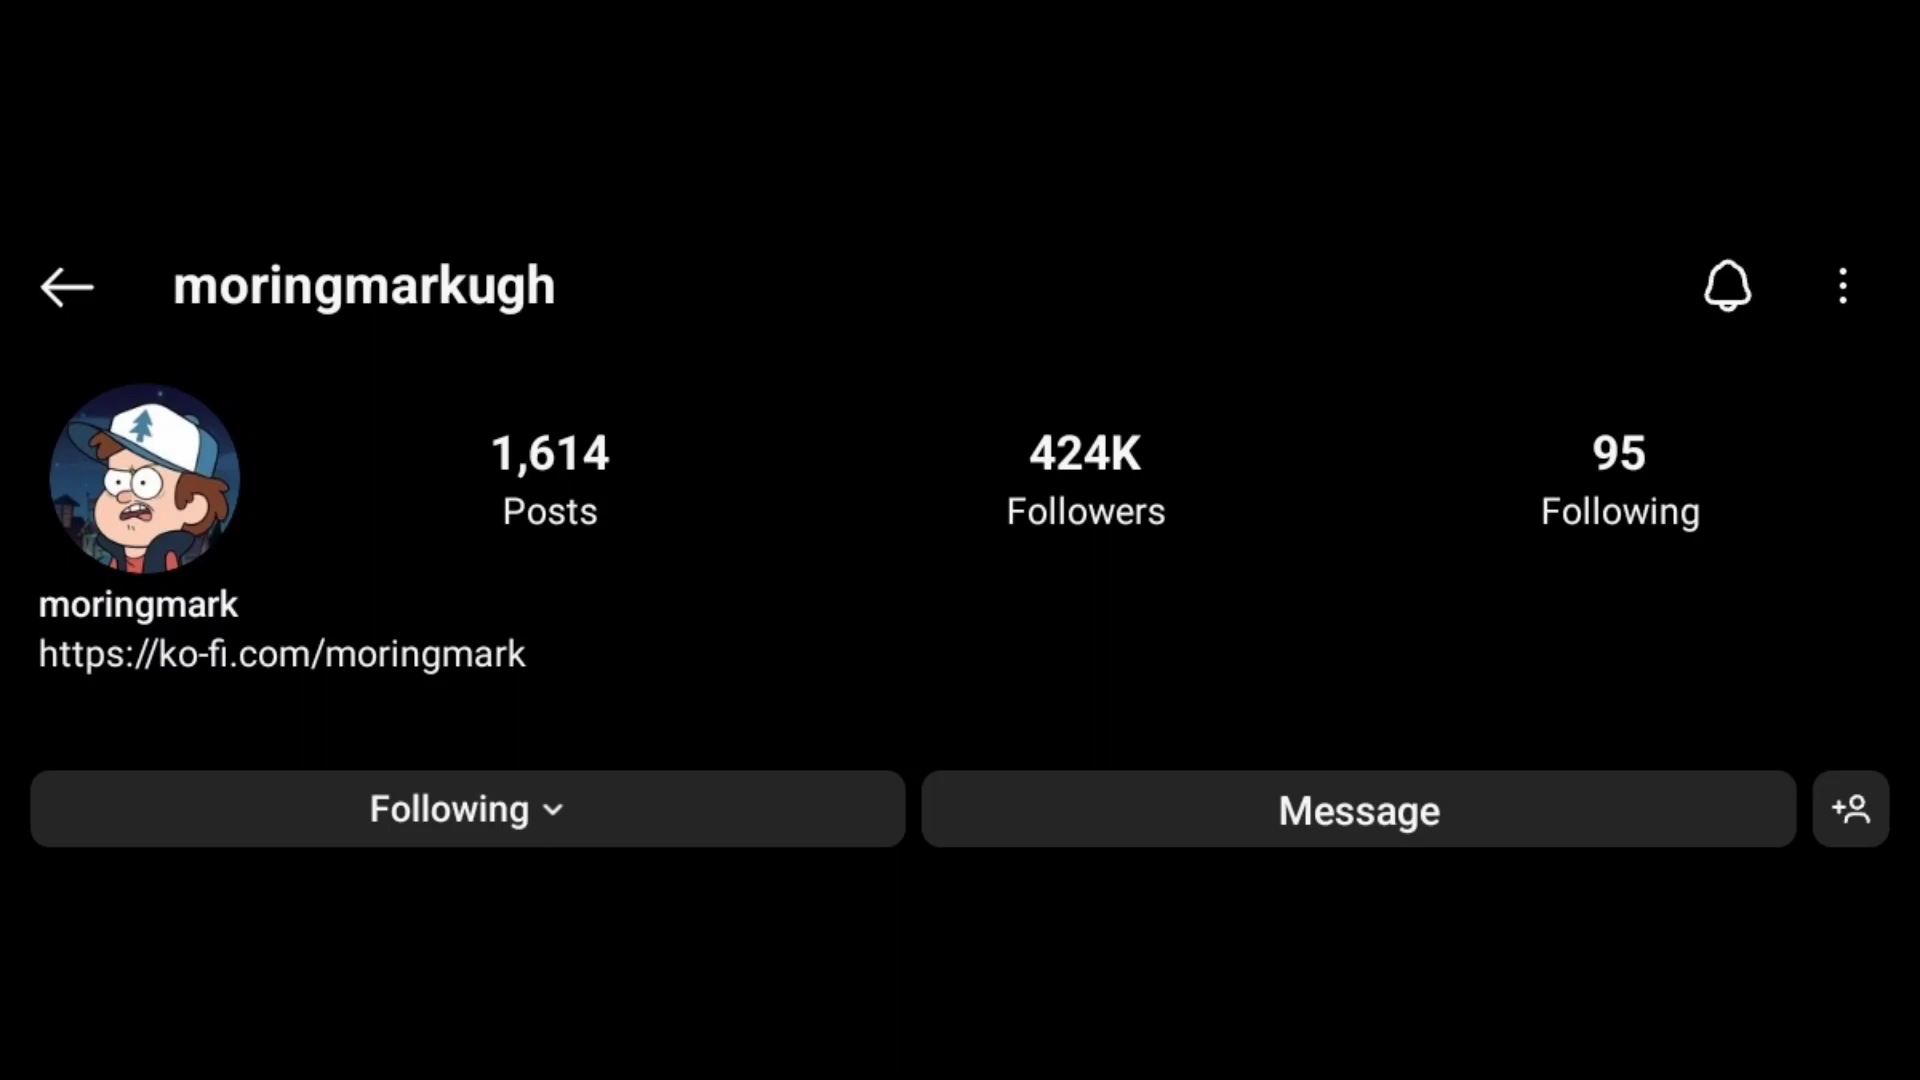 moringmarkugh
1,614
Posts
424K
Followers
95
Following
moringmark
https://ko-fi.com/moringmark
Following
Message